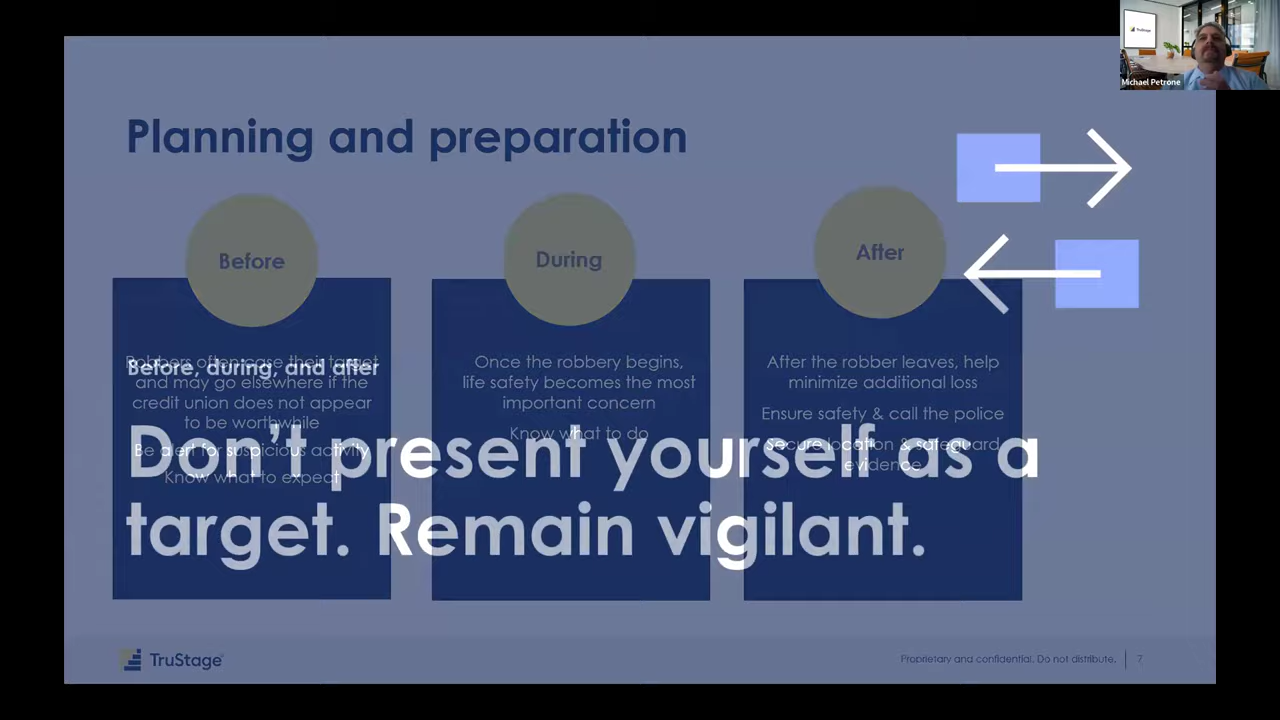 TruStage
Michael Petrone
Planning and preparation
Before
Robbers often case their target
and may go elsewhere if the
credit union does not appear
to be worthwhile
Be alert for suspicious activity
Know what to expect
During
Once the robbery begins,
life safety becomes the most
important concern
Know what to do
After
After the robber leaves, help
minimize additional loss
Ensure safety & call the police
Secure location & safeguard
evidence
Before, during, and after
Don't present yourself as a
target. Remain vigilant.
TruStage
Proprietary and confidential. Do not distribute.
7